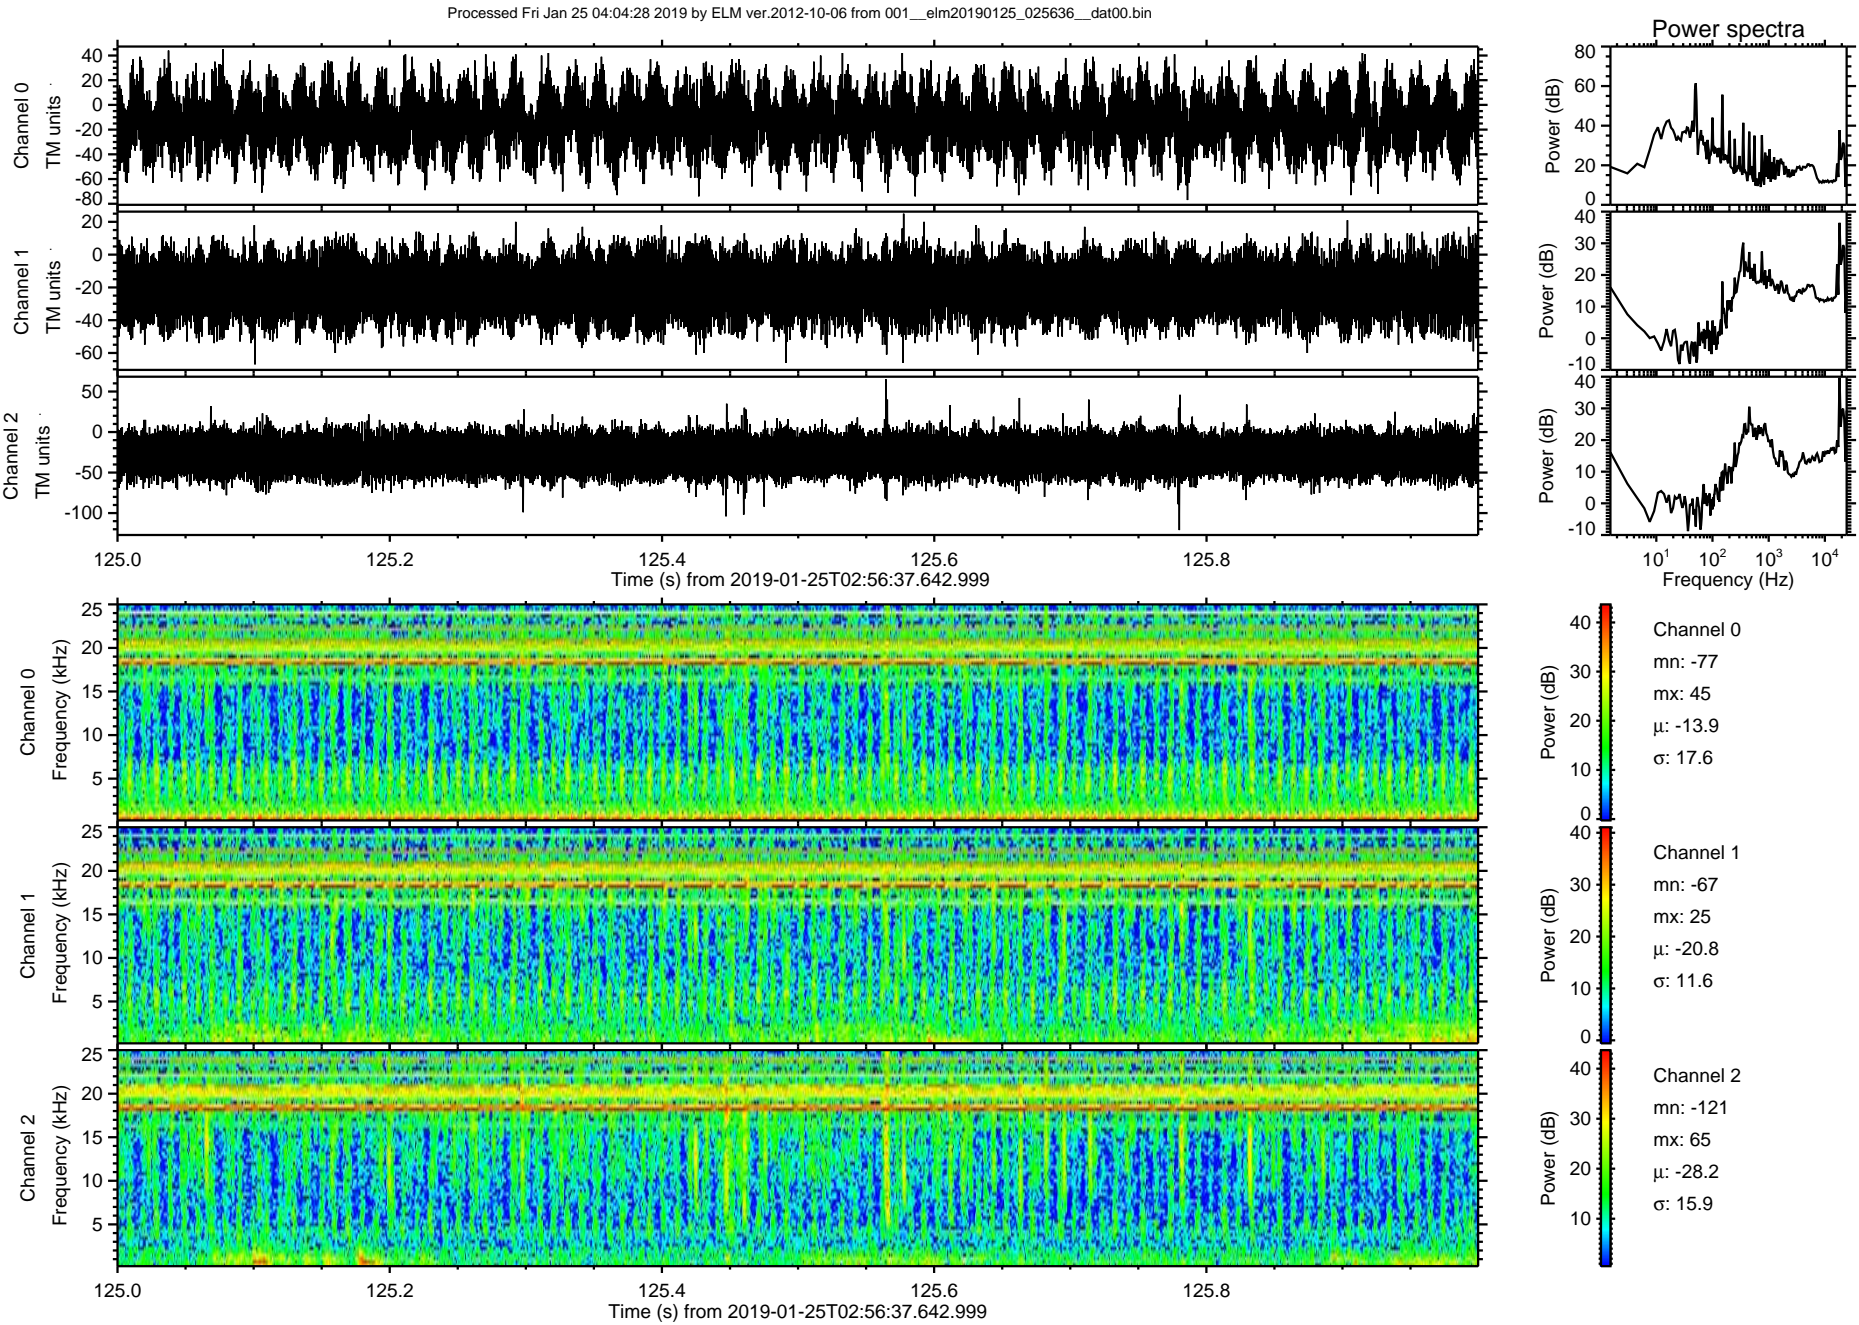 Processed Fri Jan 25 04:04:28 2019 by ELM ver.2012-10-06 from 001__elm20190125_025636__dat00.bin
Power spectra
Channel 0
TM units
40
20
0
-20
-40
-60
-80
Power (dB)
80
60
40
20
0
Channel 1
TM units
20
0
-20
-40
-60
Power (dB)
40
30
20
10
0
-10
Channel 2
TM units
50
0
-50
-100
Power (dB)
40
30
20
10
0
-10
125.0 125.2 125.4 125.6 125.8
Time (s) from 2019-01-25T02:56:37.642.999
10^1 10^2 10^3 10^4
Frequency (Hz)
Channel 0
Frequency (kHz)
25
20
15
10
5
Power (dB)
40
30
20
10
0
Channel 0
mn: -77
mx: 45
μ: -13.9
σ: 17.6
Channel 1
Frequency (kHz)
25
20
15
10
5
Power (dB)
40
30
20
10
0
Channel 1
mn: -67
mx: 25
μ: -20.8
σ: 11.6
Channel 2
Frequency (kHz)
25
20
15
10
5
Power (dB)
40
30
20
10
Channel 2
mn: -121
mx: 65
μ: -28.2
σ: 15.9
125.0 125.2 125.4 125.6 125.8
Time (s) from 2019-01-25T02:56:37.642.999